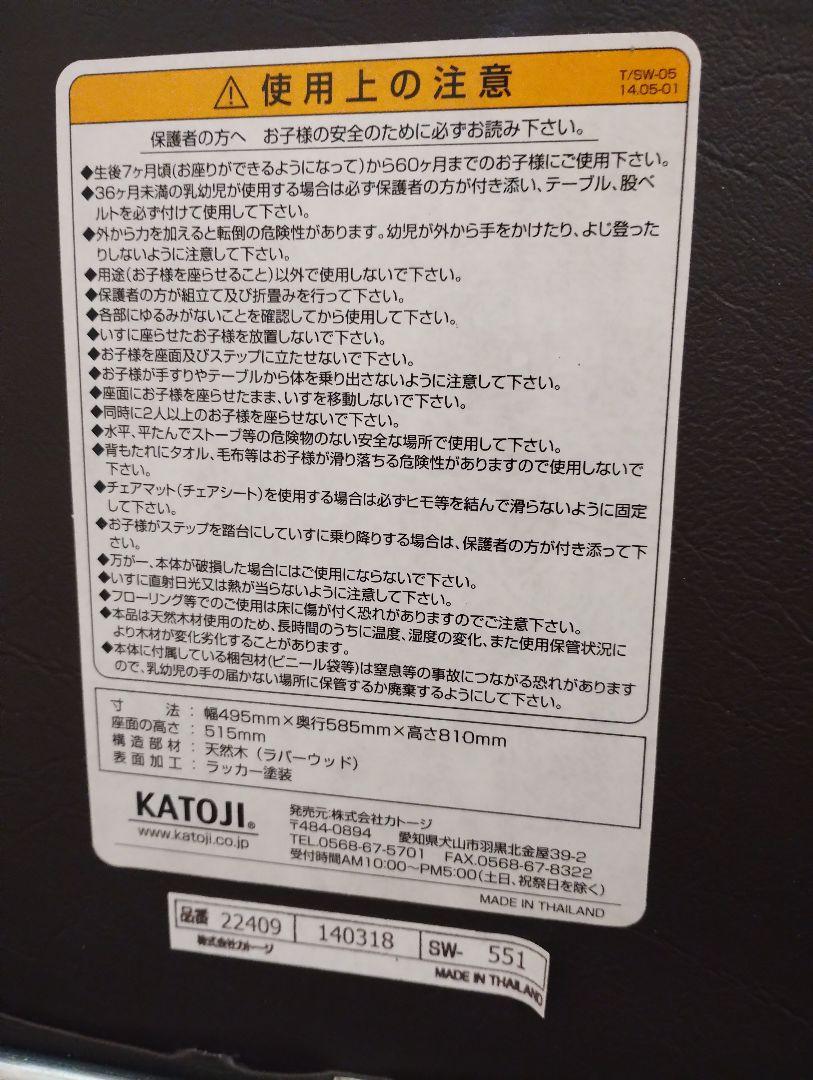 ⚠使用上の注意
T/SW-05
14.05-01
保護者の方へ お子様の安全のために必ずお読み下さい。
◆生後7ヶ月頃(お座りができるようになって)から60ヶ月までのお子様にご使用下さい。
◆36ヶ月未満の乳幼児が使用する場合は必ず保護者の方が付き添い、テーブル、股ベ
ルトを必ず付けて使用して下さい。
◆外から力を加えると転倒の危険性があります。幼児が外から手をかけたり、よじ登った
りしないように注意して下さい。
◆用途(お子様を座らせること)以外で使用しないで下さい。
◆保護者の方が組立て及び折畳みを行って下さい。
◆各部にゆるみがないことを確認してから使用して下さい。
◆いすに座らせたお子様を放置しないで下さい。
◆お子様を座面及びステップに立たせないで下さい。
◆お子様が手すりやテーブルから体を乗り出さないように注意して下さい。
◆座面にお子様を座らせたまま、いすを移動しないで下さい。
◆同時に2人以上のお子様を座らせないで下さい。
◆水平、平たんでストーブ等の危険物のない安全な場所で使用して下さい。
◆背もたれにタオル、毛布等はお子様が滑り落ちる危険性がありますので使用しないで
下さい。
◆チェアマット(チェアシート)を使用する場合は必ずヒモ等を結んで滑らないように固定
して下さい。
◆お子様がステップを踏台にしていすに乗り降りする場合は、保護者の方が付き添って下
さい。
◆万が一、本体が破損した場合にはご使用にならないで下さい。
◆いすに直射日光又は熱が当らないように注意して下さい。
◆フローリング等でのご使用は床に傷が付く恐れがありますのでご注意下さい。
◆本品は天然木材使用のため、長時間のうちに温度、湿度の変化、また使用保管状況に
より木材が変化劣化することがあります。
◆本体に付属している梱包材(ビニール袋等)は窒息等の事故につながる恐れがあります
ので、乳幼児の手の届かない場所に保管するか廃棄するようにして下さい。
寸 法:幅495mm×奥行585mm×高さ810mm
座面の高さ:515mm
構造部材:天然木(ラバーウッド)
表面加工:ラッカー塗装
KATOJI®
www.katoji.co.jp
発売元:株式会社カトージ
〒484-0894 愛知県犬山市羽黒北金屋39-2
TEL.0568-67-5701 FAX.0568-67-8322
受付時間AM10:00~PM5:00(土日、祝祭日を除く)
MADE IN THAILAND
品番 22409 140318 SW- 551
株式会社カトージ MADE IN THAILAND